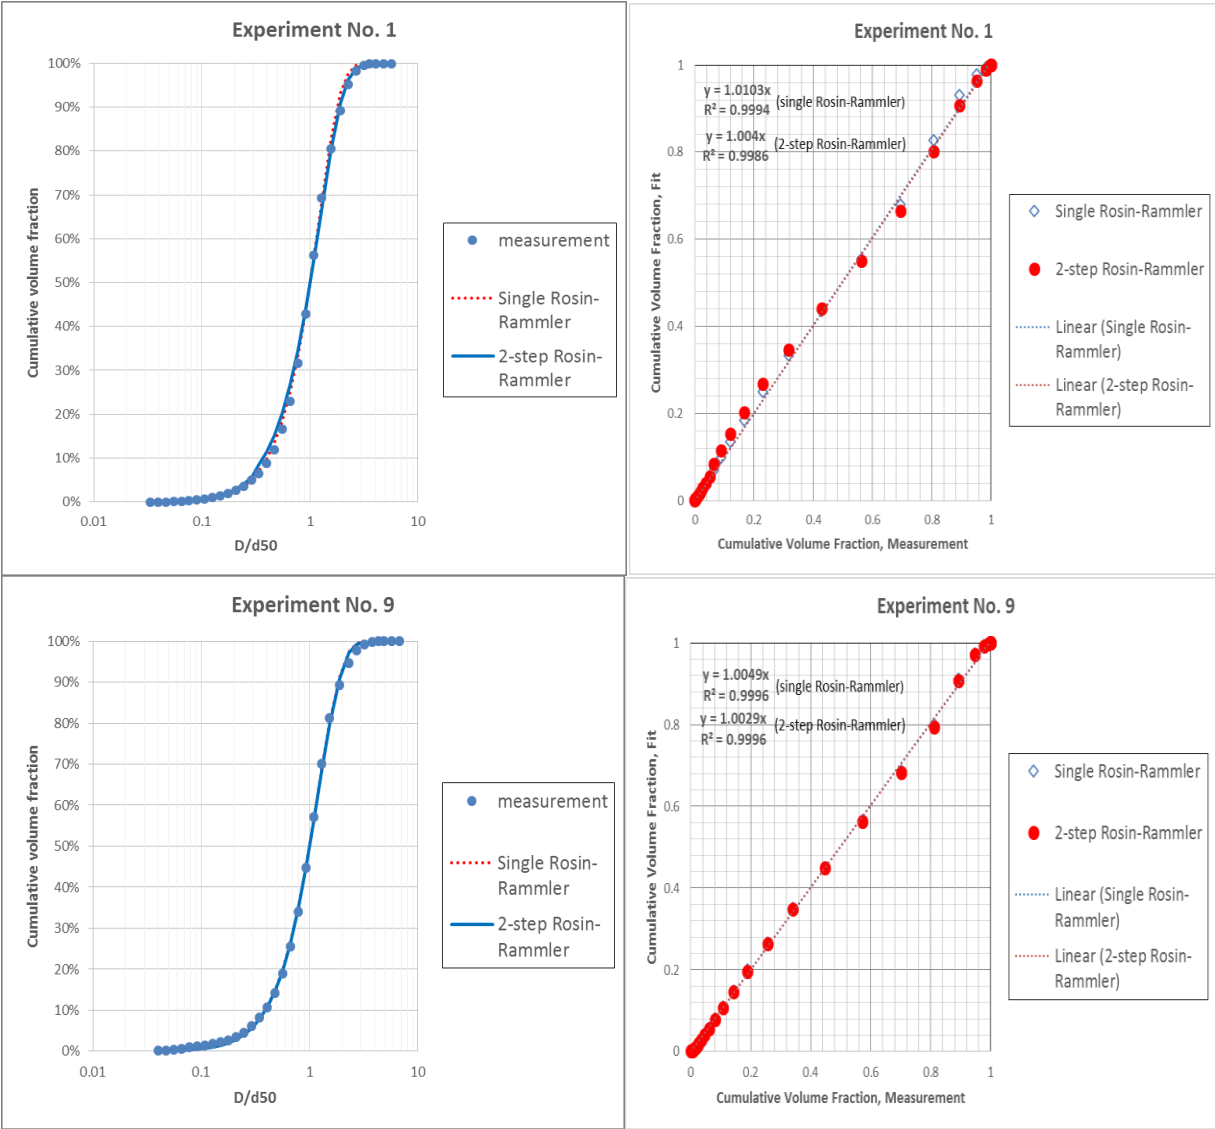 Experiment No. 1
Cumulative volume fraction
100%
90%
80%
70%
60%
50%
40%
30%
20%
10%
0%
0.01
0.1
1
10
D/d50
measurement
Single Rosin-
Rammler
2-step Rosin-
Rammler
Experiment No. 1
Cumulative Volume Fraction, Fit
1
0.8
0.6
0.4
0.2
0
y = 1.0103x
R² = 0.9994
(single Rosin-Rammler)
y = 1.004x
R² = 0.9986
(2-step Rosin-Rammler)
0
0.2
0.4
0.6
0.8
1
Cumulative Volume Fraction, Measurement
Single Rosin-Rammler
2-step Rosin-Rammler
Linear (Single Rosin-
Rammler)
Linear (2-step Rosin-
Rammler)
Experiment No. 9
Cumulative volume fraction
100%
90%
80%
70%
60%
50%
40%
30%
20%
10%
0%
0.01
0.1
1
10
D/d50
measurement
Single Rosin-
Rammler
2-step Rosin-
Rammler
Experiment No. 9
Cumulative Volume Fraction, Fit
1
0.8
0.6
0.4
0.2
0
y = 1.0049x
R² = 0.9996
(single Rosin-Rammler)
y = 1.0029x
R² = 0.9996
(2-step Rosin-Rammler)
0
0.2
0.4
0.6
0.8
1
Cumulative Volume Fraction, Measurement
Single Rosin-Rammler
2-step Rosin-Rammler
Linear (Single Rosin-
Rammler)
Linear (2-step Rosin-
Rammler)